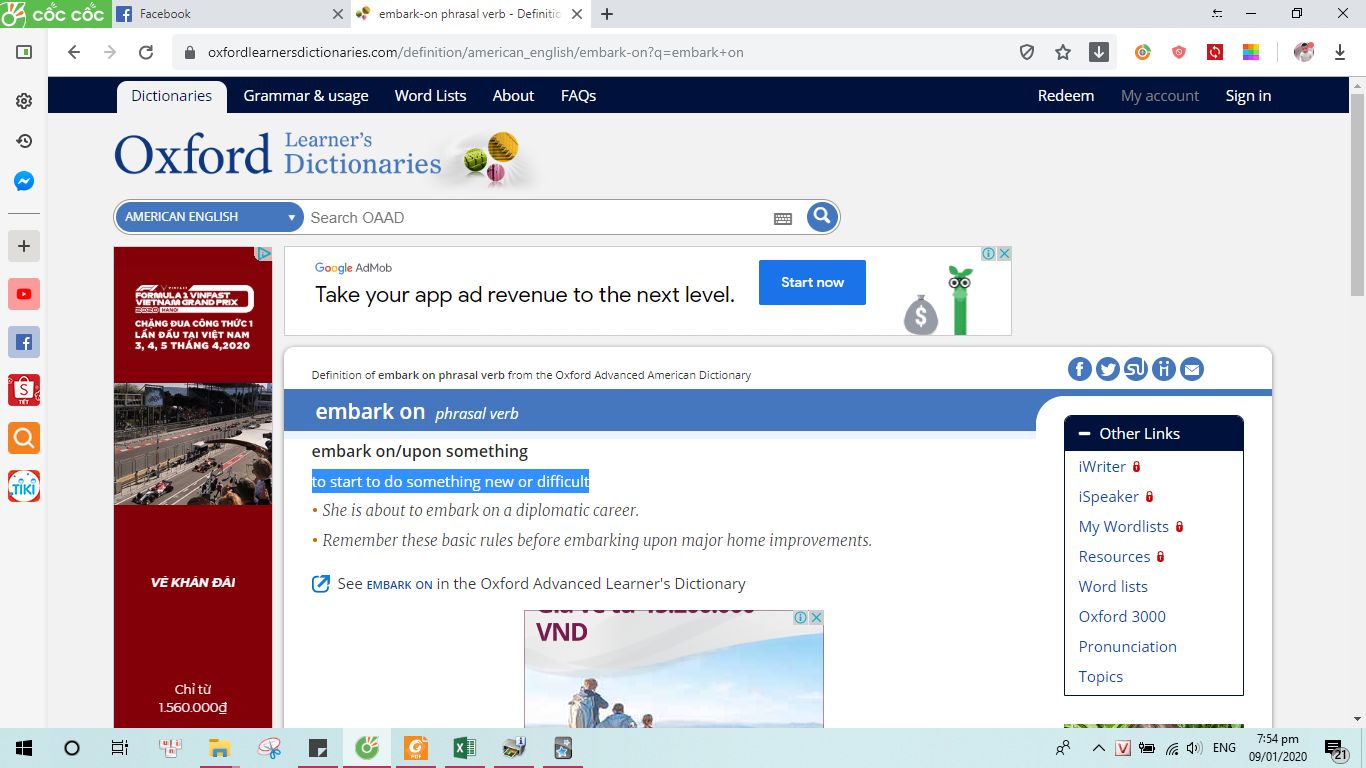 CỐC CỐC
Facebook
embark-on phrasal verb - Definitio
oxfordlearnersdictionaries.com/definition/american_english/embark-on?q=embark+on
Dictionaries Grammar & usage Word Lists About FAQs Redeem My account Sign in
Oxford Learner's Dictionaries
AMERICAN ENGLISH
Search OAAD
FORMULA 1 VINFAST
VIETNAM GRAND PRIX
2020 HANOI
CHẶNG ĐUA CÔNG THỨC 1
LẦN ĐẦU TẠI VIỆT NAM
3, 4, 5 THÁNG 4,2020
VÉ KHÁN ĐÀI
Chỉ từ
1.560.000₫
Google AdMob
Take your app ad revenue to the next level.
Start now
$
Definition of embark on phrasal verb from the Oxford Advanced American Dictionary
embark on phrasal verb
embark on/upon something
to start to do something new or difficult
• She is about to embark on a diplomatic career.
• Remember these basic rules before embarking upon major home improvements.
See EMBARK ON in the Oxford Advanced Learner's Dictionary
VND
Other Links
iWriter
iSpeaker
My Wordlists
Resources
Word lists
Oxford 3000
Pronunciation
Topics
S
TẾT
TIKI
PDF
V
ENG
7:54 pm
09/01/2020
21